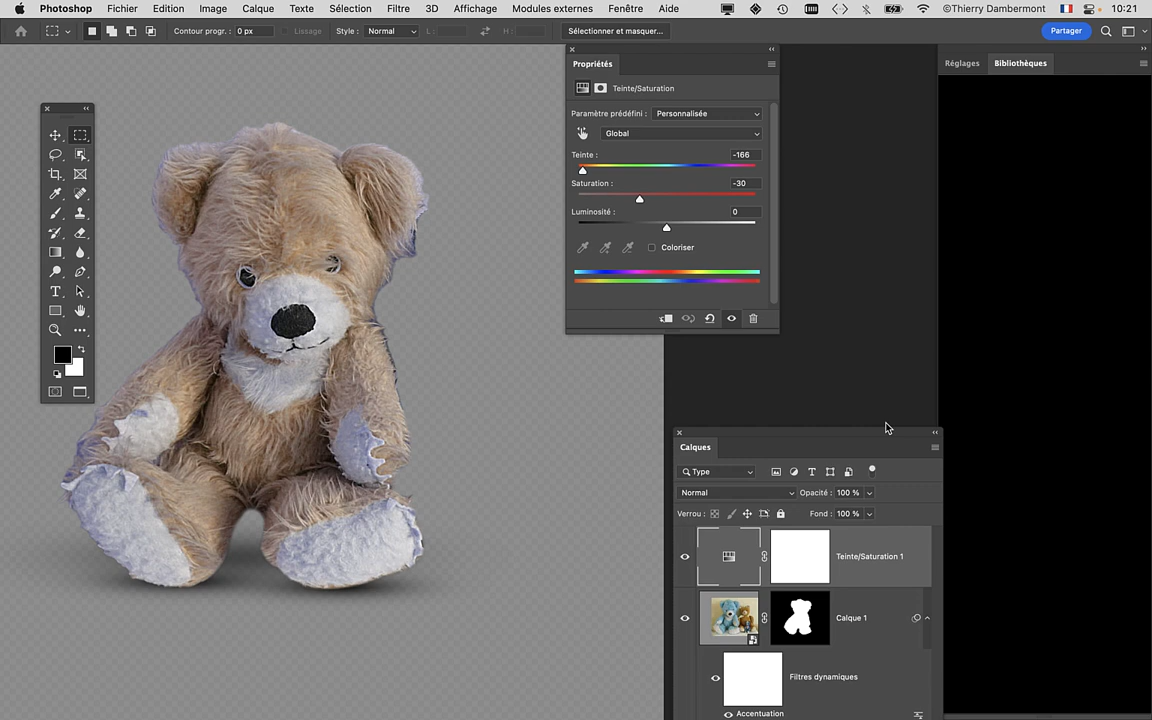 Photoshop Fichier Edition Image Calque Texte Sélection Filtre 3D Affichage Modules externes Fenêtre Aide ©Thierry Dambermont 10:21
Contour progr. : 0 px Lissage Style : Normal L : H : Sélectionner et masquer... Partager
Propriétés
Réglages Bibliothèques
Teinte/Saturation
Paramètre prédéfini : Personnalisée
Global
Teinte : -166
Saturation : -30
Luminosité : 0
Coloriser
Calques
Type
Normal Opacité : 100 %
Verrou : Fond : 100 %
Teinte/Saturation 1
Calque 1
Filtres dynamiques
Accentuation